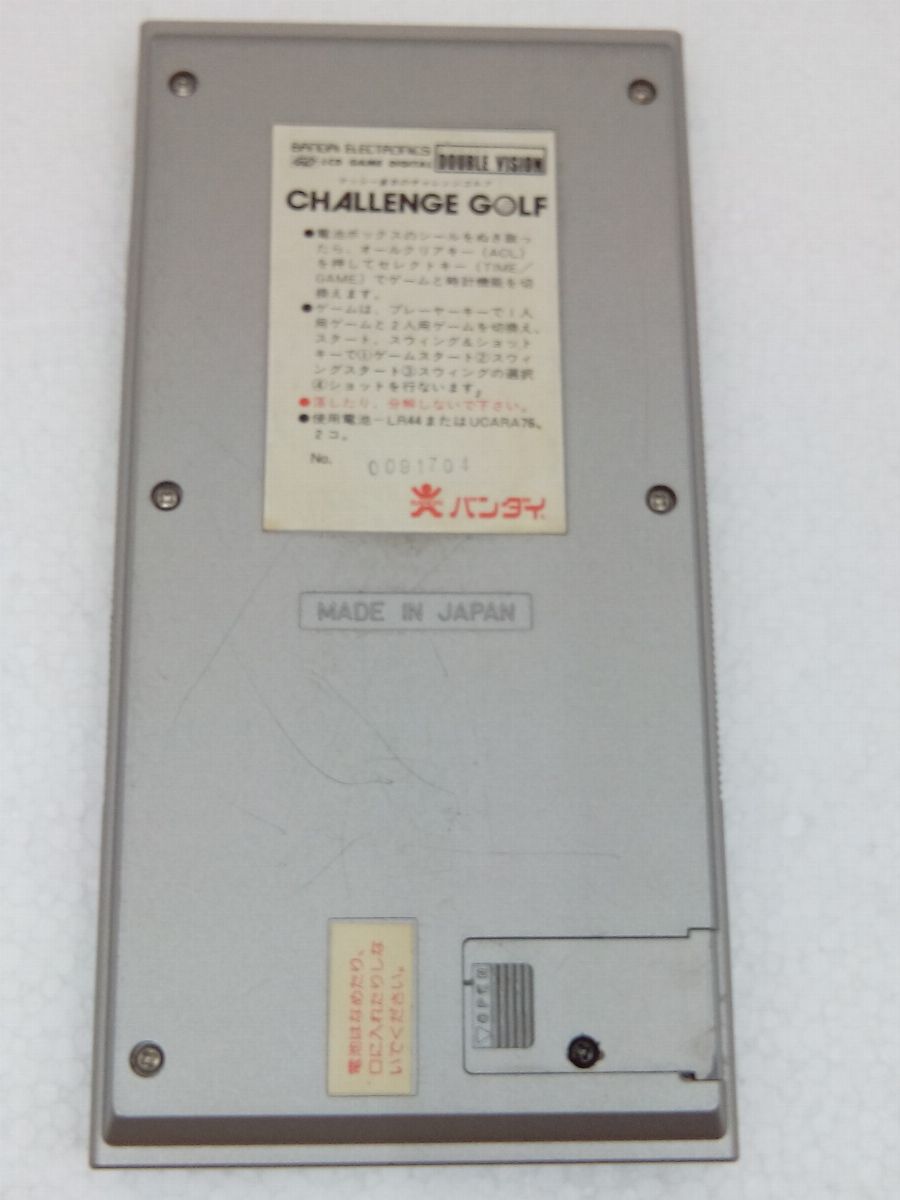 BANDAI ELECTRONICS
LCD GAME DIGITAL
DOUBLE VISION
CHALLENGE GOLF
●電池ボックスのシールをぬき取っ
たら、オールクリアキー(ACL)
を押してセレクトキー(TIME/
GAME)でゲームと時計機能を切
換えます。
●ゲームは、プレーヤーキーで1人
用ゲームと2人用ゲームを切換え、
スタート、スウィング&ショット
キーで①ゲームスタート②スウィ
ングスタート③スウィングの選択
④ショットを行ないます。
●落したり、分解しないで下さい。
●使用電池-LR44またはUCARA76、
2コ。
No. 0091704
バンダイ
MADE IN JAPAN
電池はなめたり、
口に入れたりしな
いでください。
OPEN